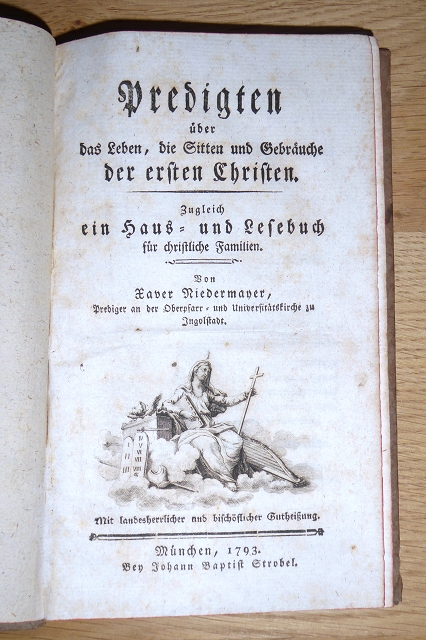 Predigten
über
das Leben, die Sitten und Gebräuche
der ersten Christen.
Zugleich
ein Haus- und Lesebuch
für christliche Familien.
Von
Xaver Niedermayer,
Prediger an der Oberpfarr- und Universitätskirche zu
Ingolstadt.
Mit landesherrlicher und bischöflicher Gutheißung.
München, 1793.
Bey Johann Baptist Strobel.